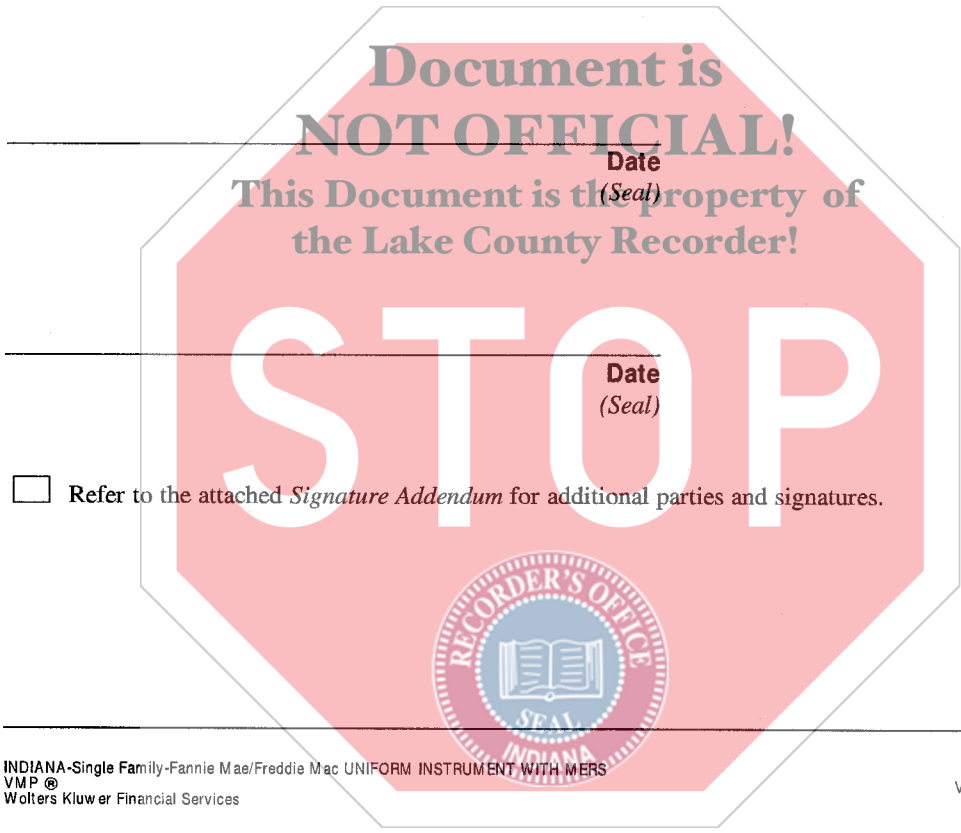 Document is
NOT OFFICIAL!
Date
This Document is the property of
(Seal)
the Lake County Recorder!
STOP
Date
(Seal)
Refer to the attached Signature Addendum for additional parties and signatures.
RECORDER'S OFFICE
SEAL
INDIANA
INDIANA-Single Family-Fannie Mae/Freddie Mac UNIFORM INSTRUMENT WITH MERS
VMP ®
Wolters Kluwer Financial Services
V